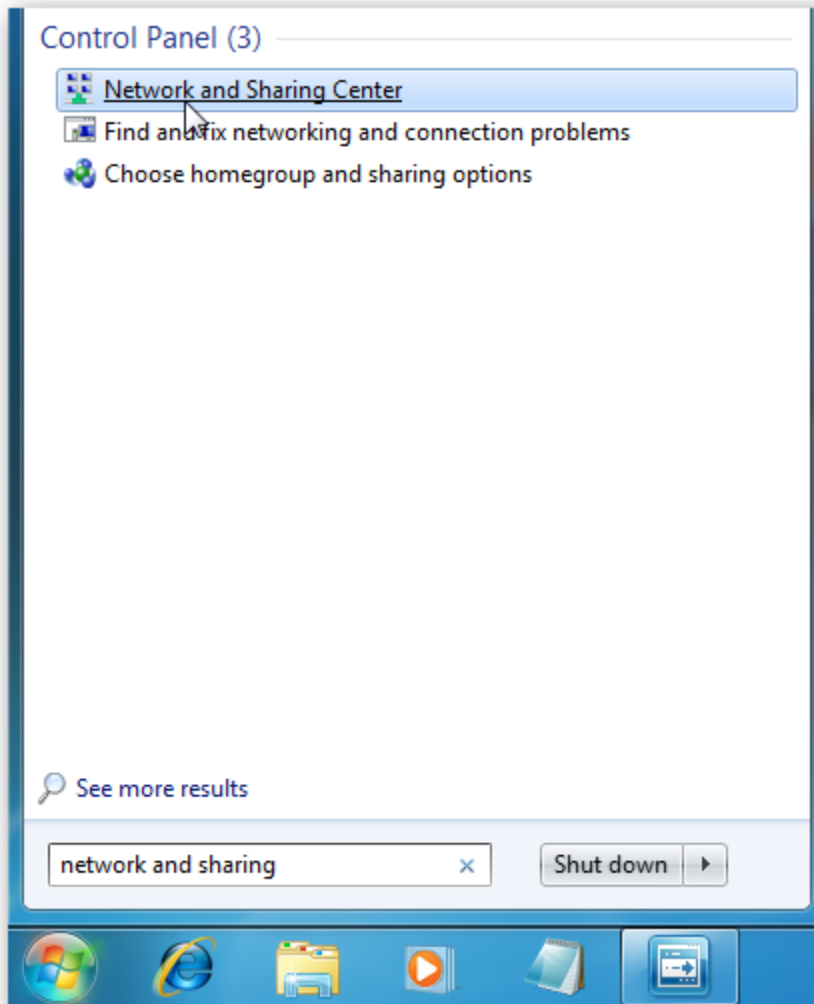 Control Panel (3)
Network and Sharing Center
Find and fix networking and connection problems
Choose homegroup and sharing options
See more results
network and sharing
Shut down